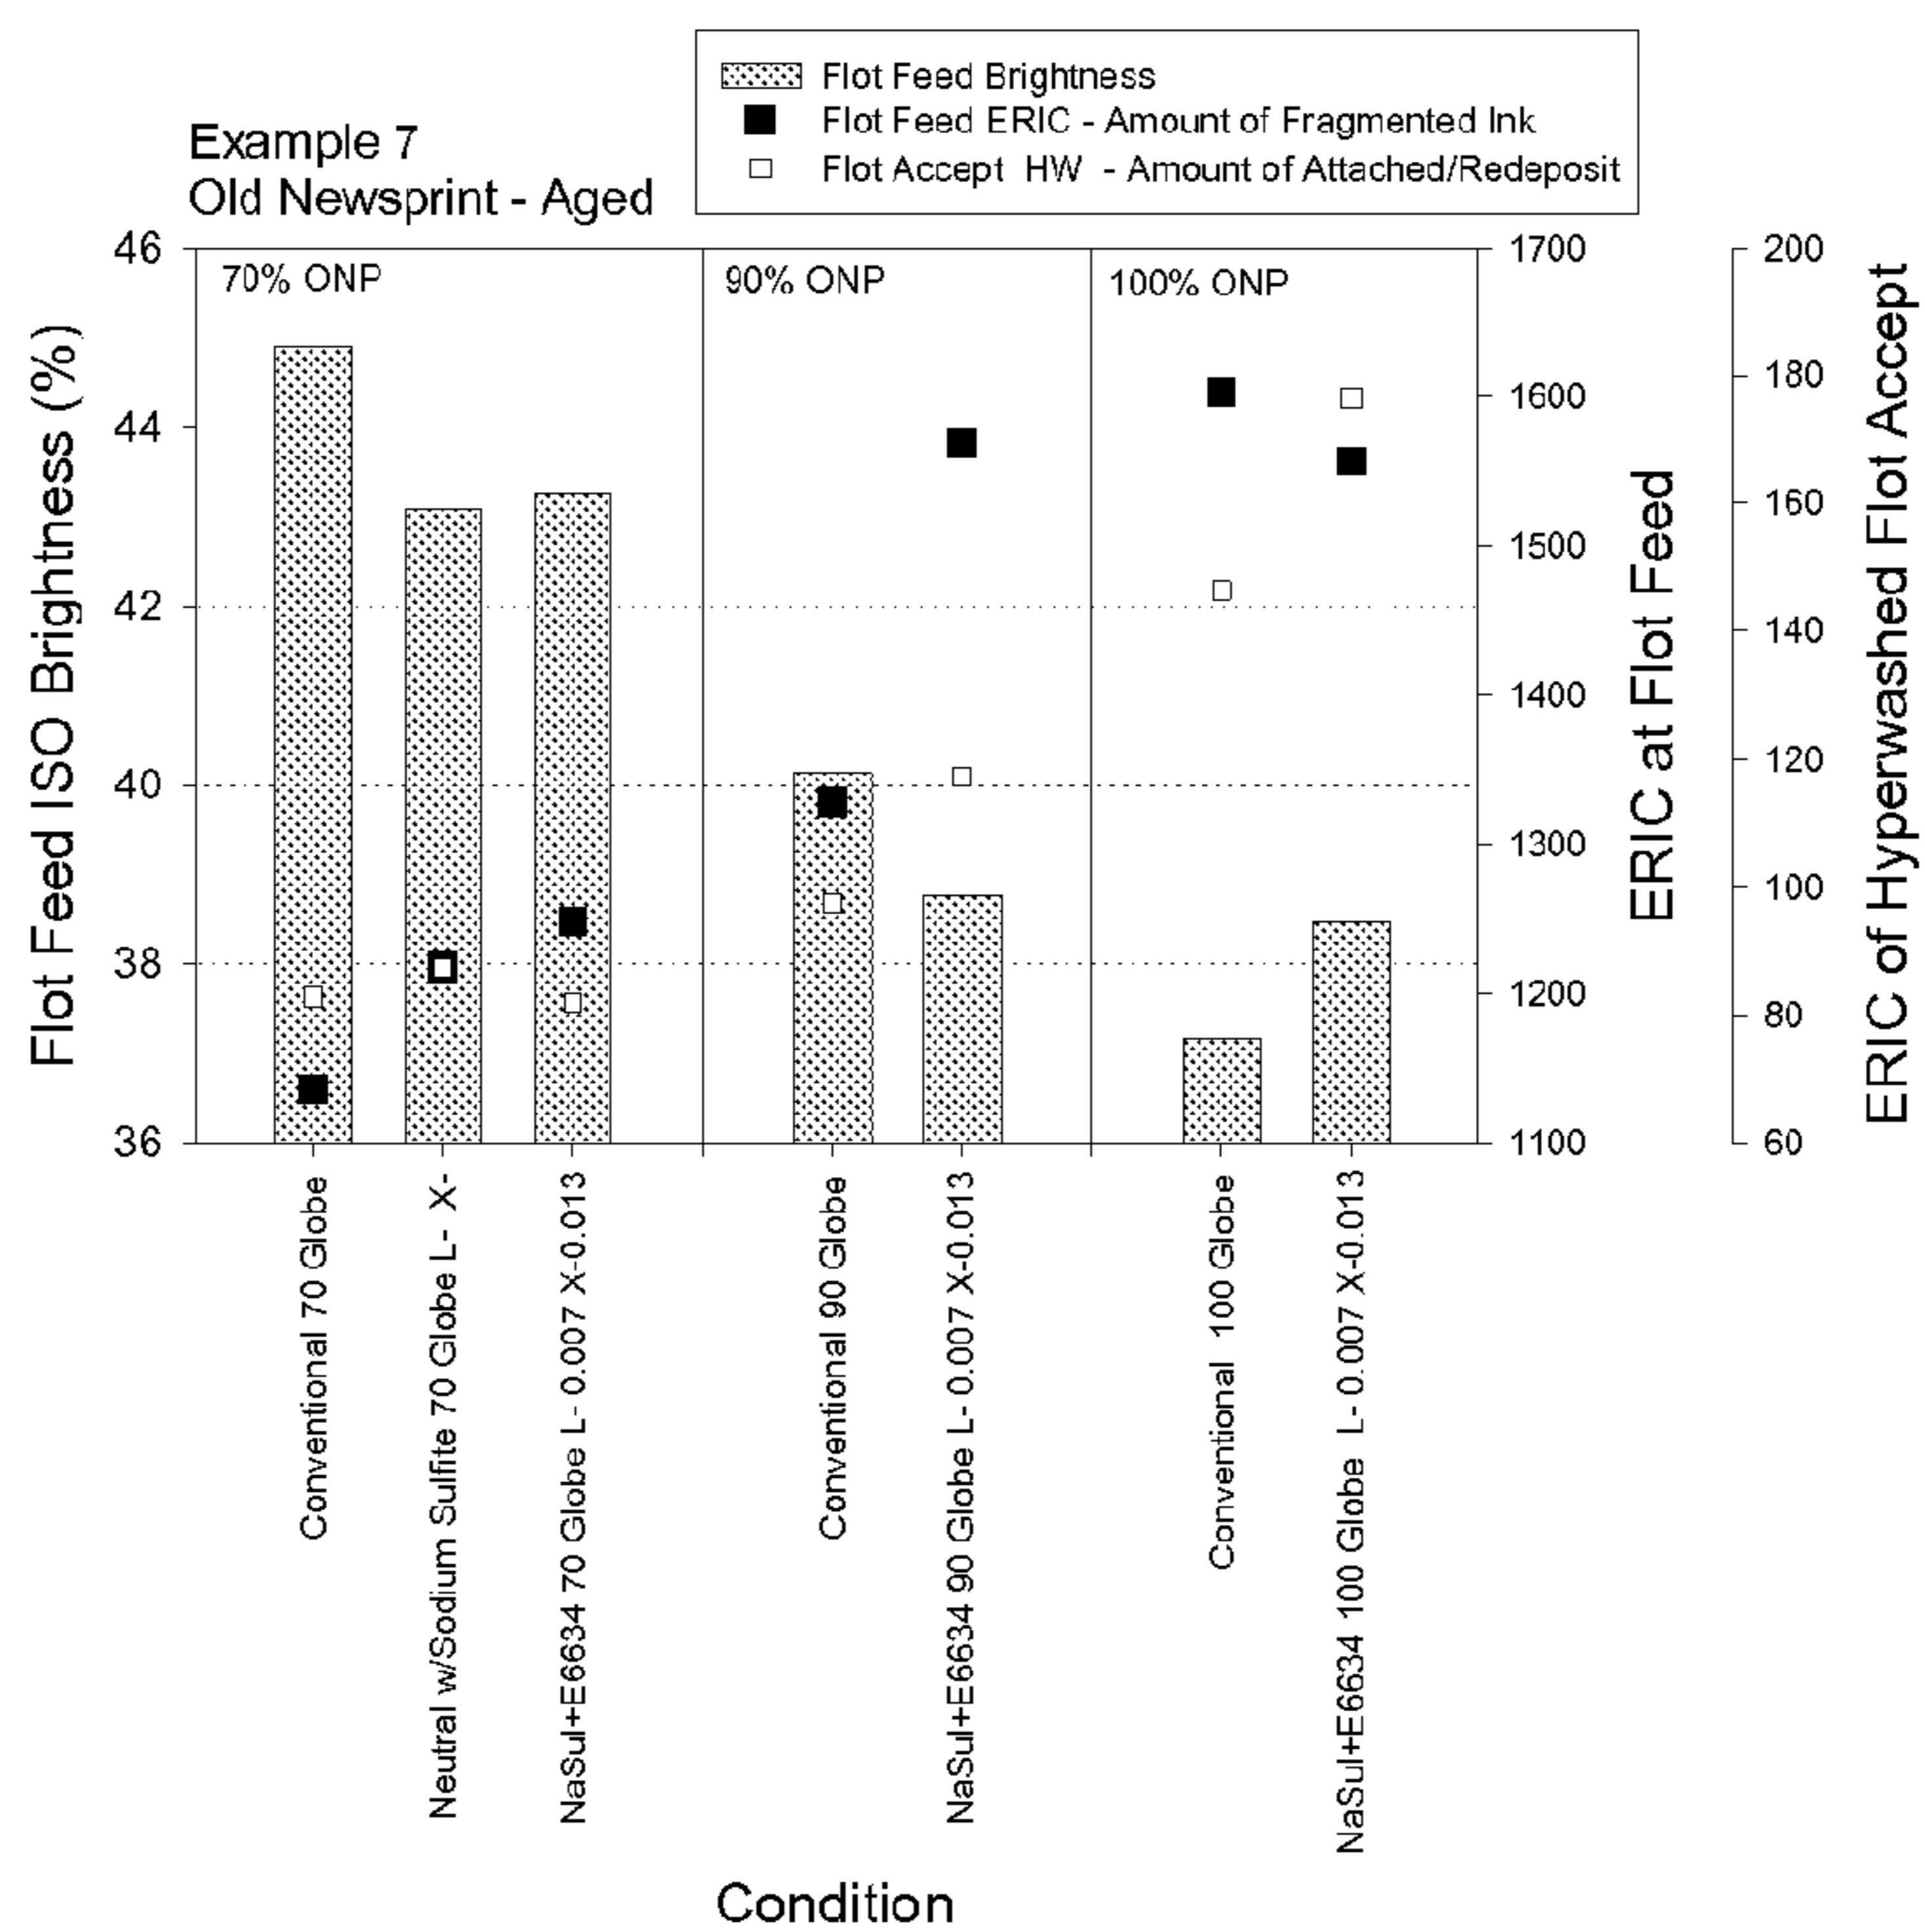 Flot Feed Brightness
Flot Feed ERIC - Amount of Fragmented Ink
Flot Accept HW - Amount of Attached/Redeposit
Example 7
Old Newsprint - Aged
70% ONP
90% ONP
100% ONP
Flot Feed ISO Brightness (%)
46
44
42
40
38
36
1700
1600
1500
1400
1300
1200
1100
ERIC at Flot Feed
200
180
160
140
120
100
80
60
ERIC of Hyperwashed Flot Accept
Conventional 70 Globe
Neutral w/Sodium Sulfite 70 Globe L- X-
NaSul+E6634 70 Globe L- 0.007 X-0.013
Conventional 90 Globe
NaSul+E6634 90 Globe L- 0.007 X-0.013
Conventional 100 Globe
NaSul+E6634 100 Globe L- 0.007 X-0.013
Condition